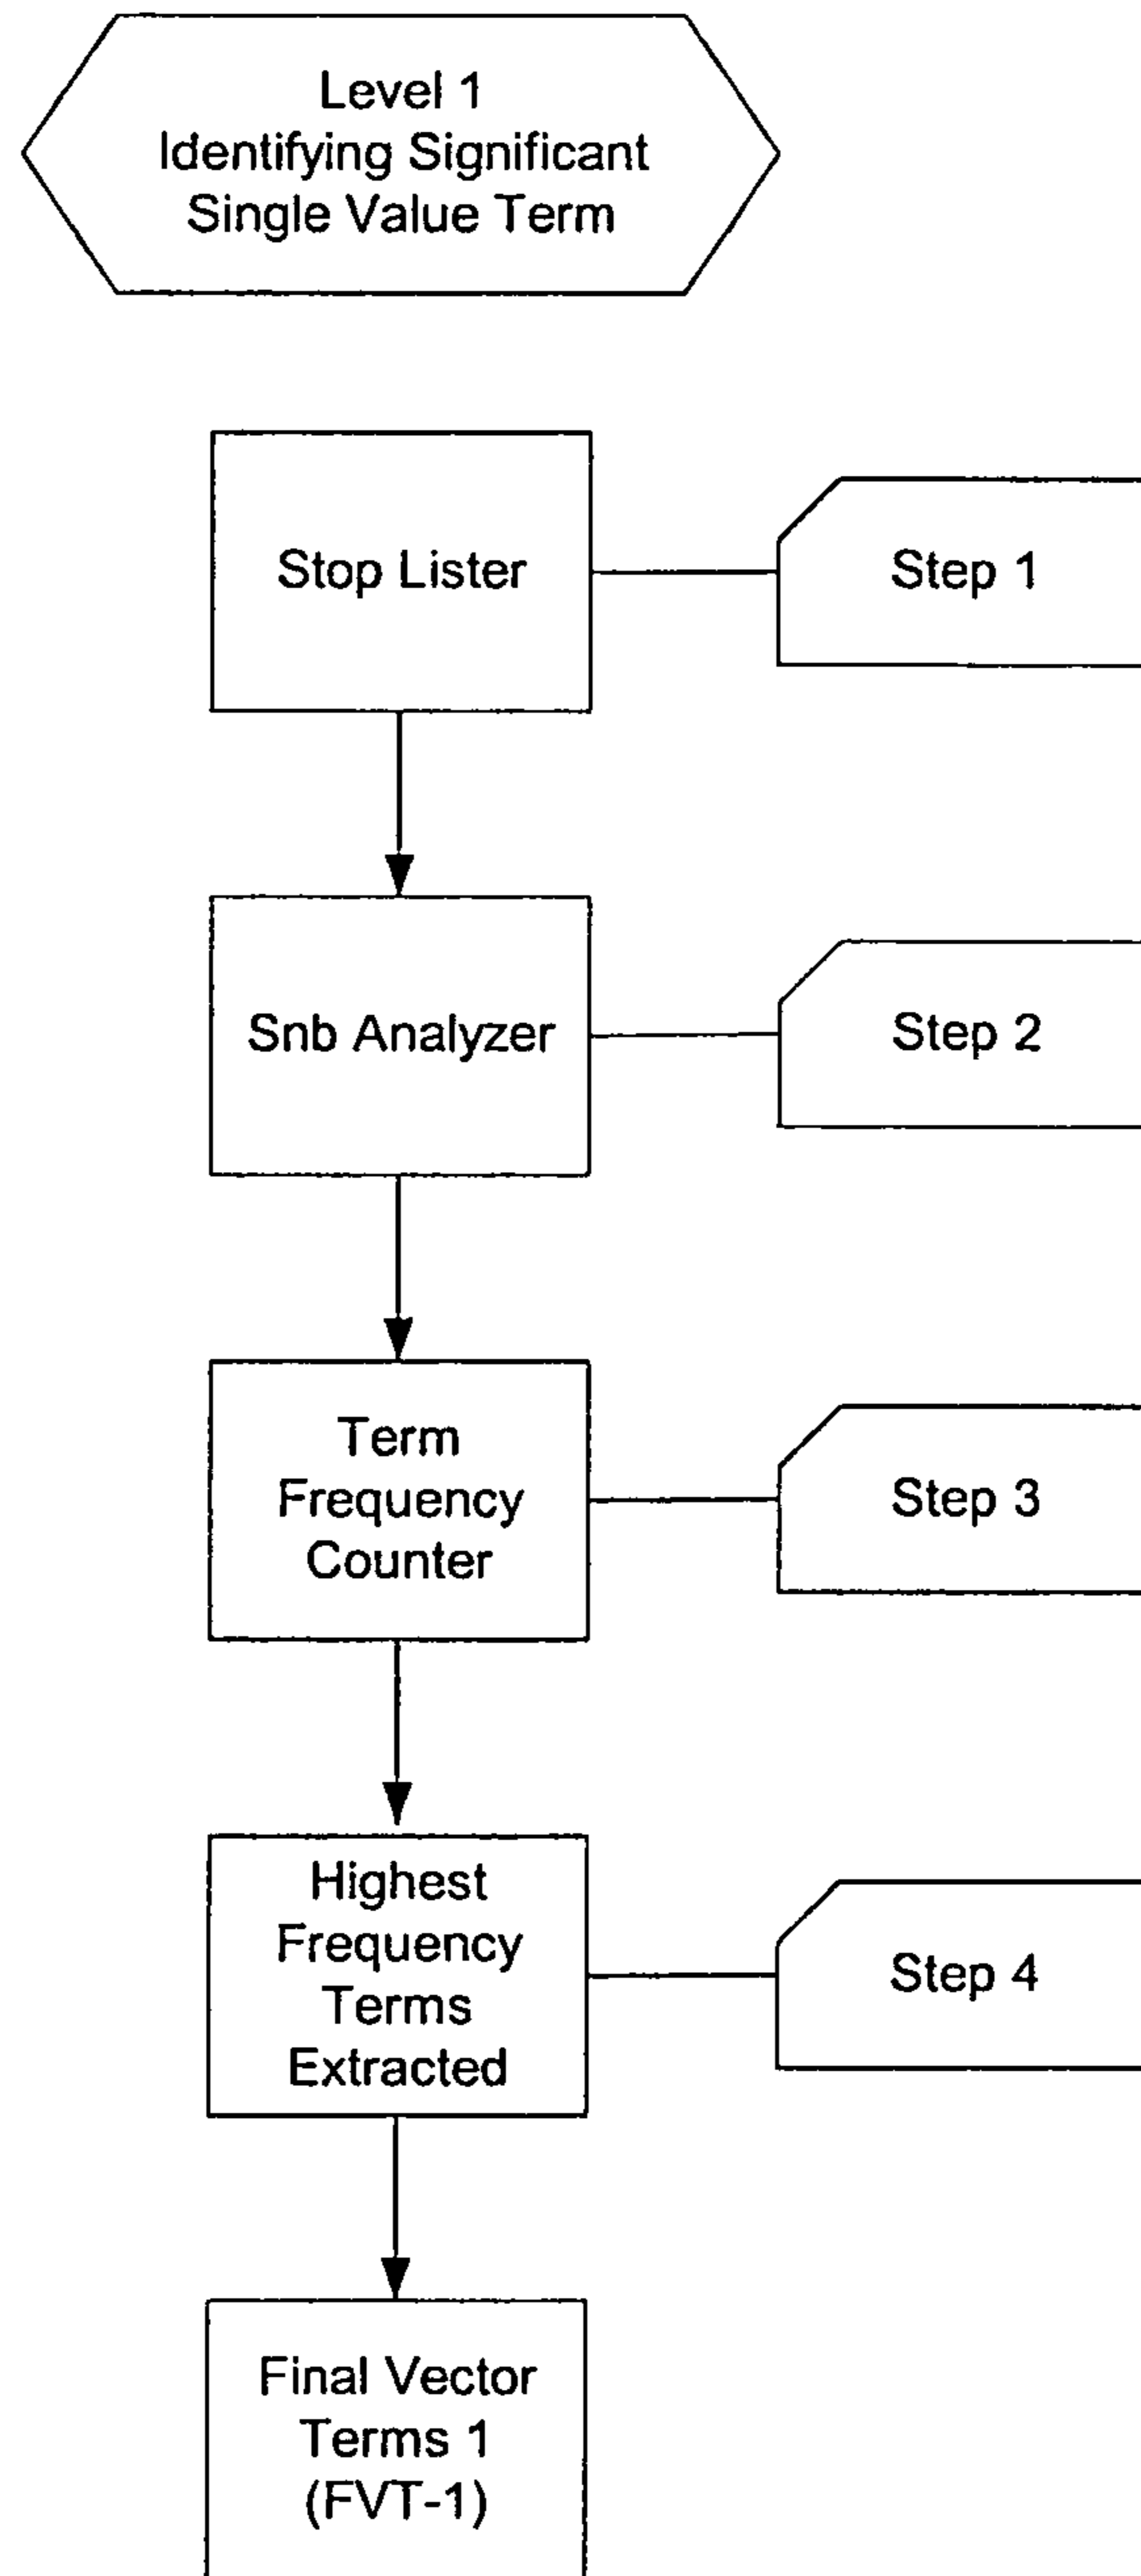 Level 1
Identifying Significant
Single Value Term
Stop Lister
Step 1
Snb Analyzer
Step 2
Term
Frequency
Counter
Step 3
Highest
Frequency
Terms
Extracted
Step 4
Final Vector
Terms 1
(FVT-1)